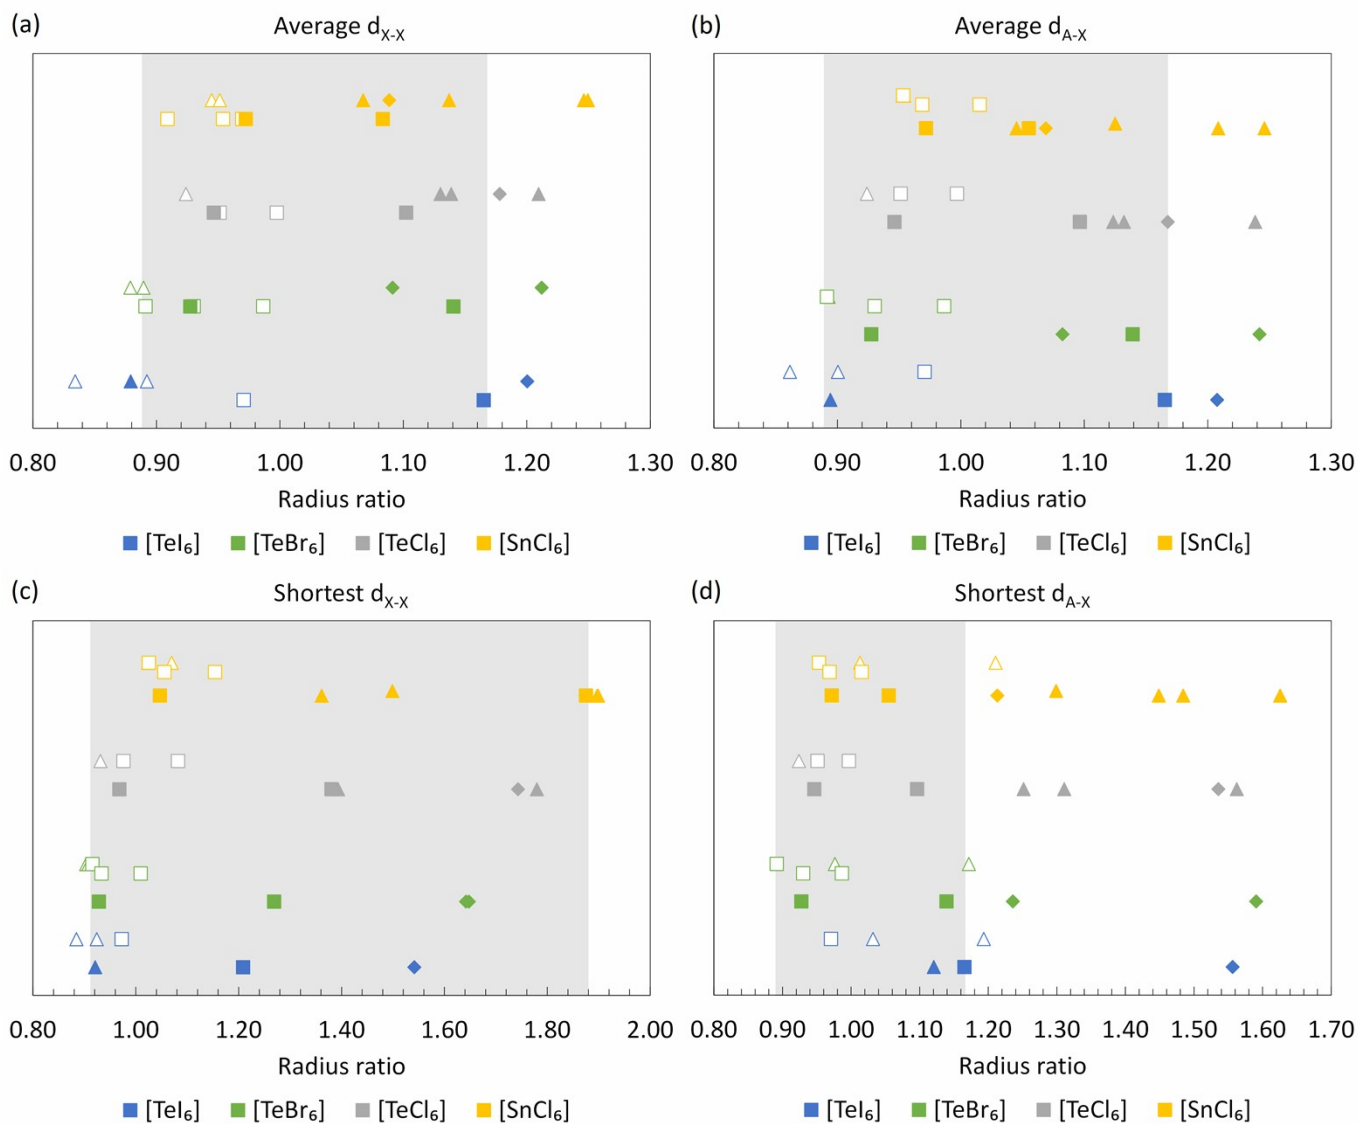 (a) Average dX-X
0.80 0.90 1.00 1.10 1.20 1.30
Radius ratio
[TeI₆] [TeBr₆] [TeCl₆] [SnCl₆]
(b) Average dA-X
0.80 0.90 1.00 1.10 1.20 1.30
Radius ratio
[TeI₆] [TeBr₆] [TeCl₆] [SnCl₆]
(c) Shortest dX-X
0.80 1.00 1.20 1.40 1.60 1.80 2.00
Radius ratio
[TeI₆] [TeBr₆] [TeCl₆] [SnCl₆]
(d) Shortest dA-X
0.80 0.90 1.00 1.10 1.20 1.30 1.40 1.50 1.60 1.70
Radius ratio
[TeI₆] [TeBr₆] [TeCl₆] [SnCl₆]